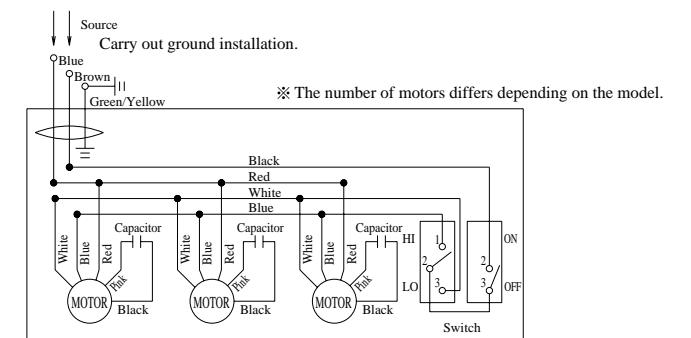 Source
Carry out ground installation.
Blue
Brown
Green/Yellow
※ The number of motors differs depending on the model.
Black
Red
White
Blue
White
Blue
Red
Pink
Capacitor
MOTOR
Black
White
Blue
Red
Pink
Capacitor
MOTOR
Black
White
Blue
Red
Pink
Capacitor
MOTOR
Black
HI
LO
1
2
3
ON
OFF
2
3
Switch